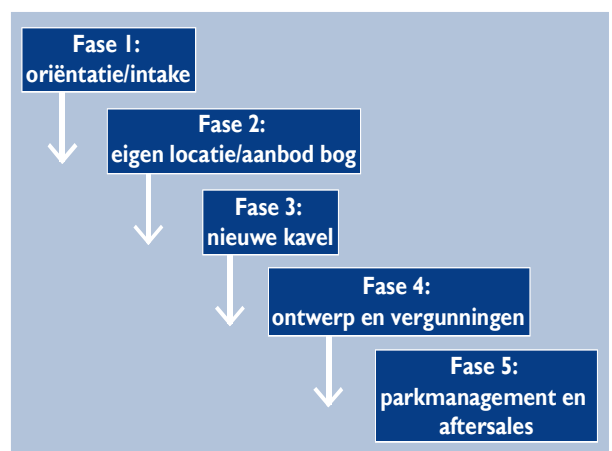 Fase 1:
oriëntatie/intake
Fase 2:
eigen locatie/aanbod bog
Fase 3:
nieuwe kavel
Fase 4:
ontwerp en vergunningen
Fase 5:
parkmanagement en
aftersales